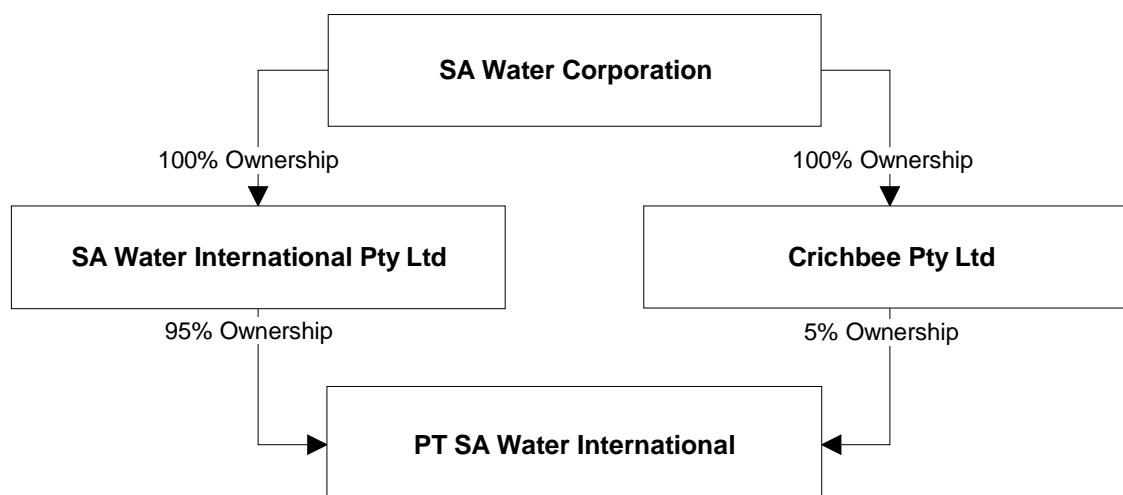 SA Water Corporation
100% Ownership
100% Ownership
SA Water International Pty Ltd
Crichbee Pty Ltd
95% Ownership
5% Ownership
PT SA Water International